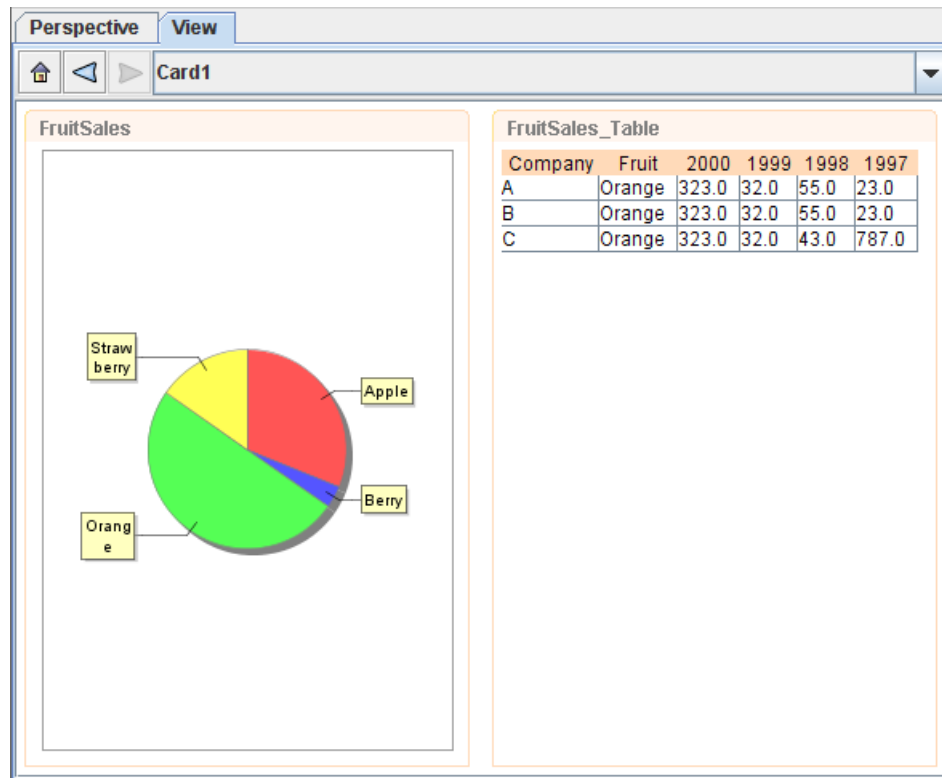 Perspective View
Card1
FruitSales
Straw
berry
Apple
Berry
Orang
e
FruitSales_Table
Company Fruit 2000 1999 1998 1997
A Orange 323.0 32.0 55.0 23.0
B Orange 323.0 32.0 55.0 23.0
C Orange 323.0 32.0 43.0 787.0